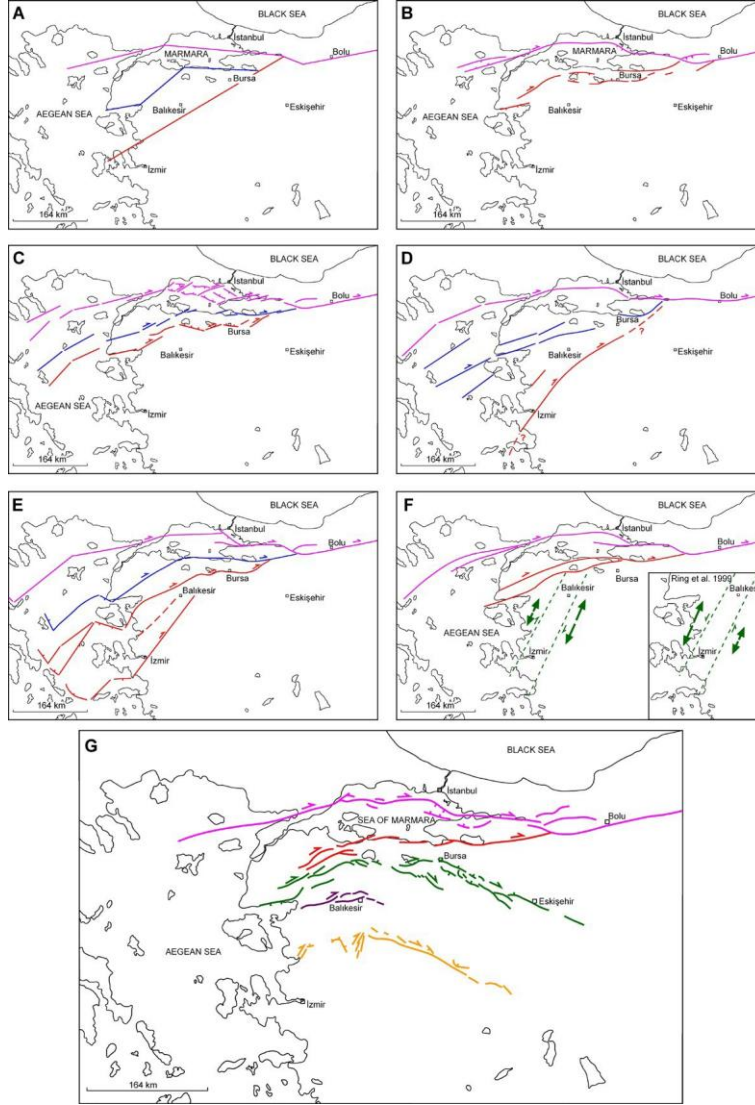 A
BLACK SEA
İstanbul
MARMARA
Bolu
Bursa
AEGEAN SEA
Balıkesir
Eskişehir
İzmir
164 km
B
BLACK SEA
İstanbul
MARMARA
Bolu
Bursa
AEGEAN SEA
Balıkesir
Eskişehir
İzmir
164 km
C
BLACK SEA
İstanbul
Bolu
Bursa
Balıkesir
Eskişehir
AEGEAN SEA
İzmir
164 km
D
BLACK SEA
İstanbul
Bolu
Bursa
?
Balıkesir
Eskişehir
AEGEAN SEA
İzmir
?
164 km
E
BLACK SEA
İstanbul
Bolu
Bursa
Balıkesir
Eskişehir
AEGEAN SEA
İzmir
164 km
F
BLACK SEA
İstanbul
Bolu
Bursa
Ring et al. 1999
Balıkesir
AEGEAN SEA
İzmir
İzmir
164 km
G
BLACK SEA
İstanbul
SEA OF MARMARA
Bolu
Bursa
Eskişehir
Balıkesir
AEGEAN SEA
İzmir
164 km